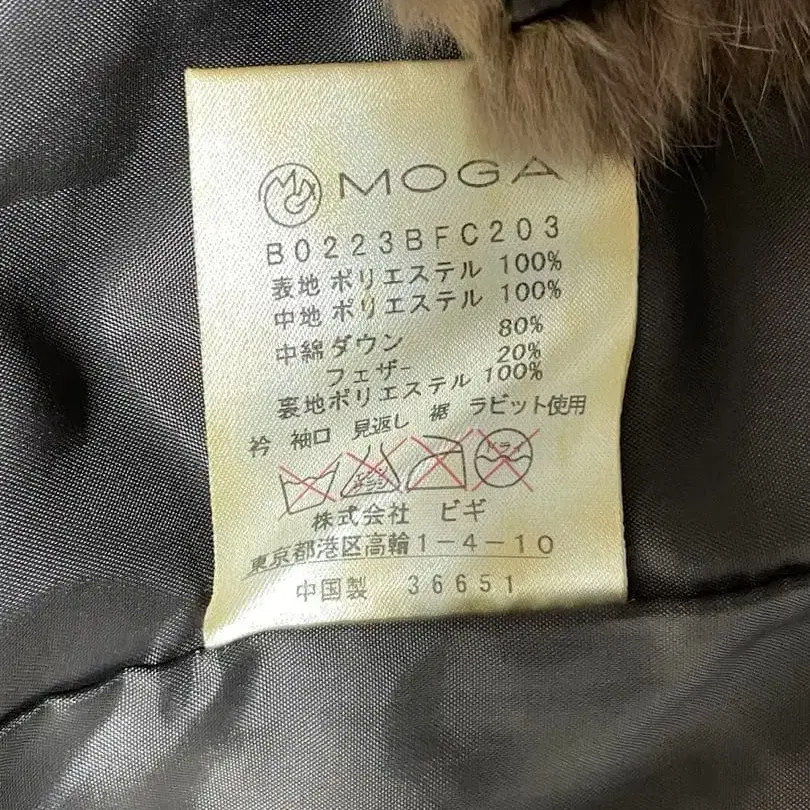 MOGA
B0223BFC203
表地 ポリエステル 100%
中地 ポリエステル 100%
中綿 ダウン 80%
フェザー 20%
裏地ポリエステル 100%
衿 袖口 見返し 裾 ラビット使用
ドライ
株式会社 ビギ
東京都港区高輪1-4-10
中国製 36651